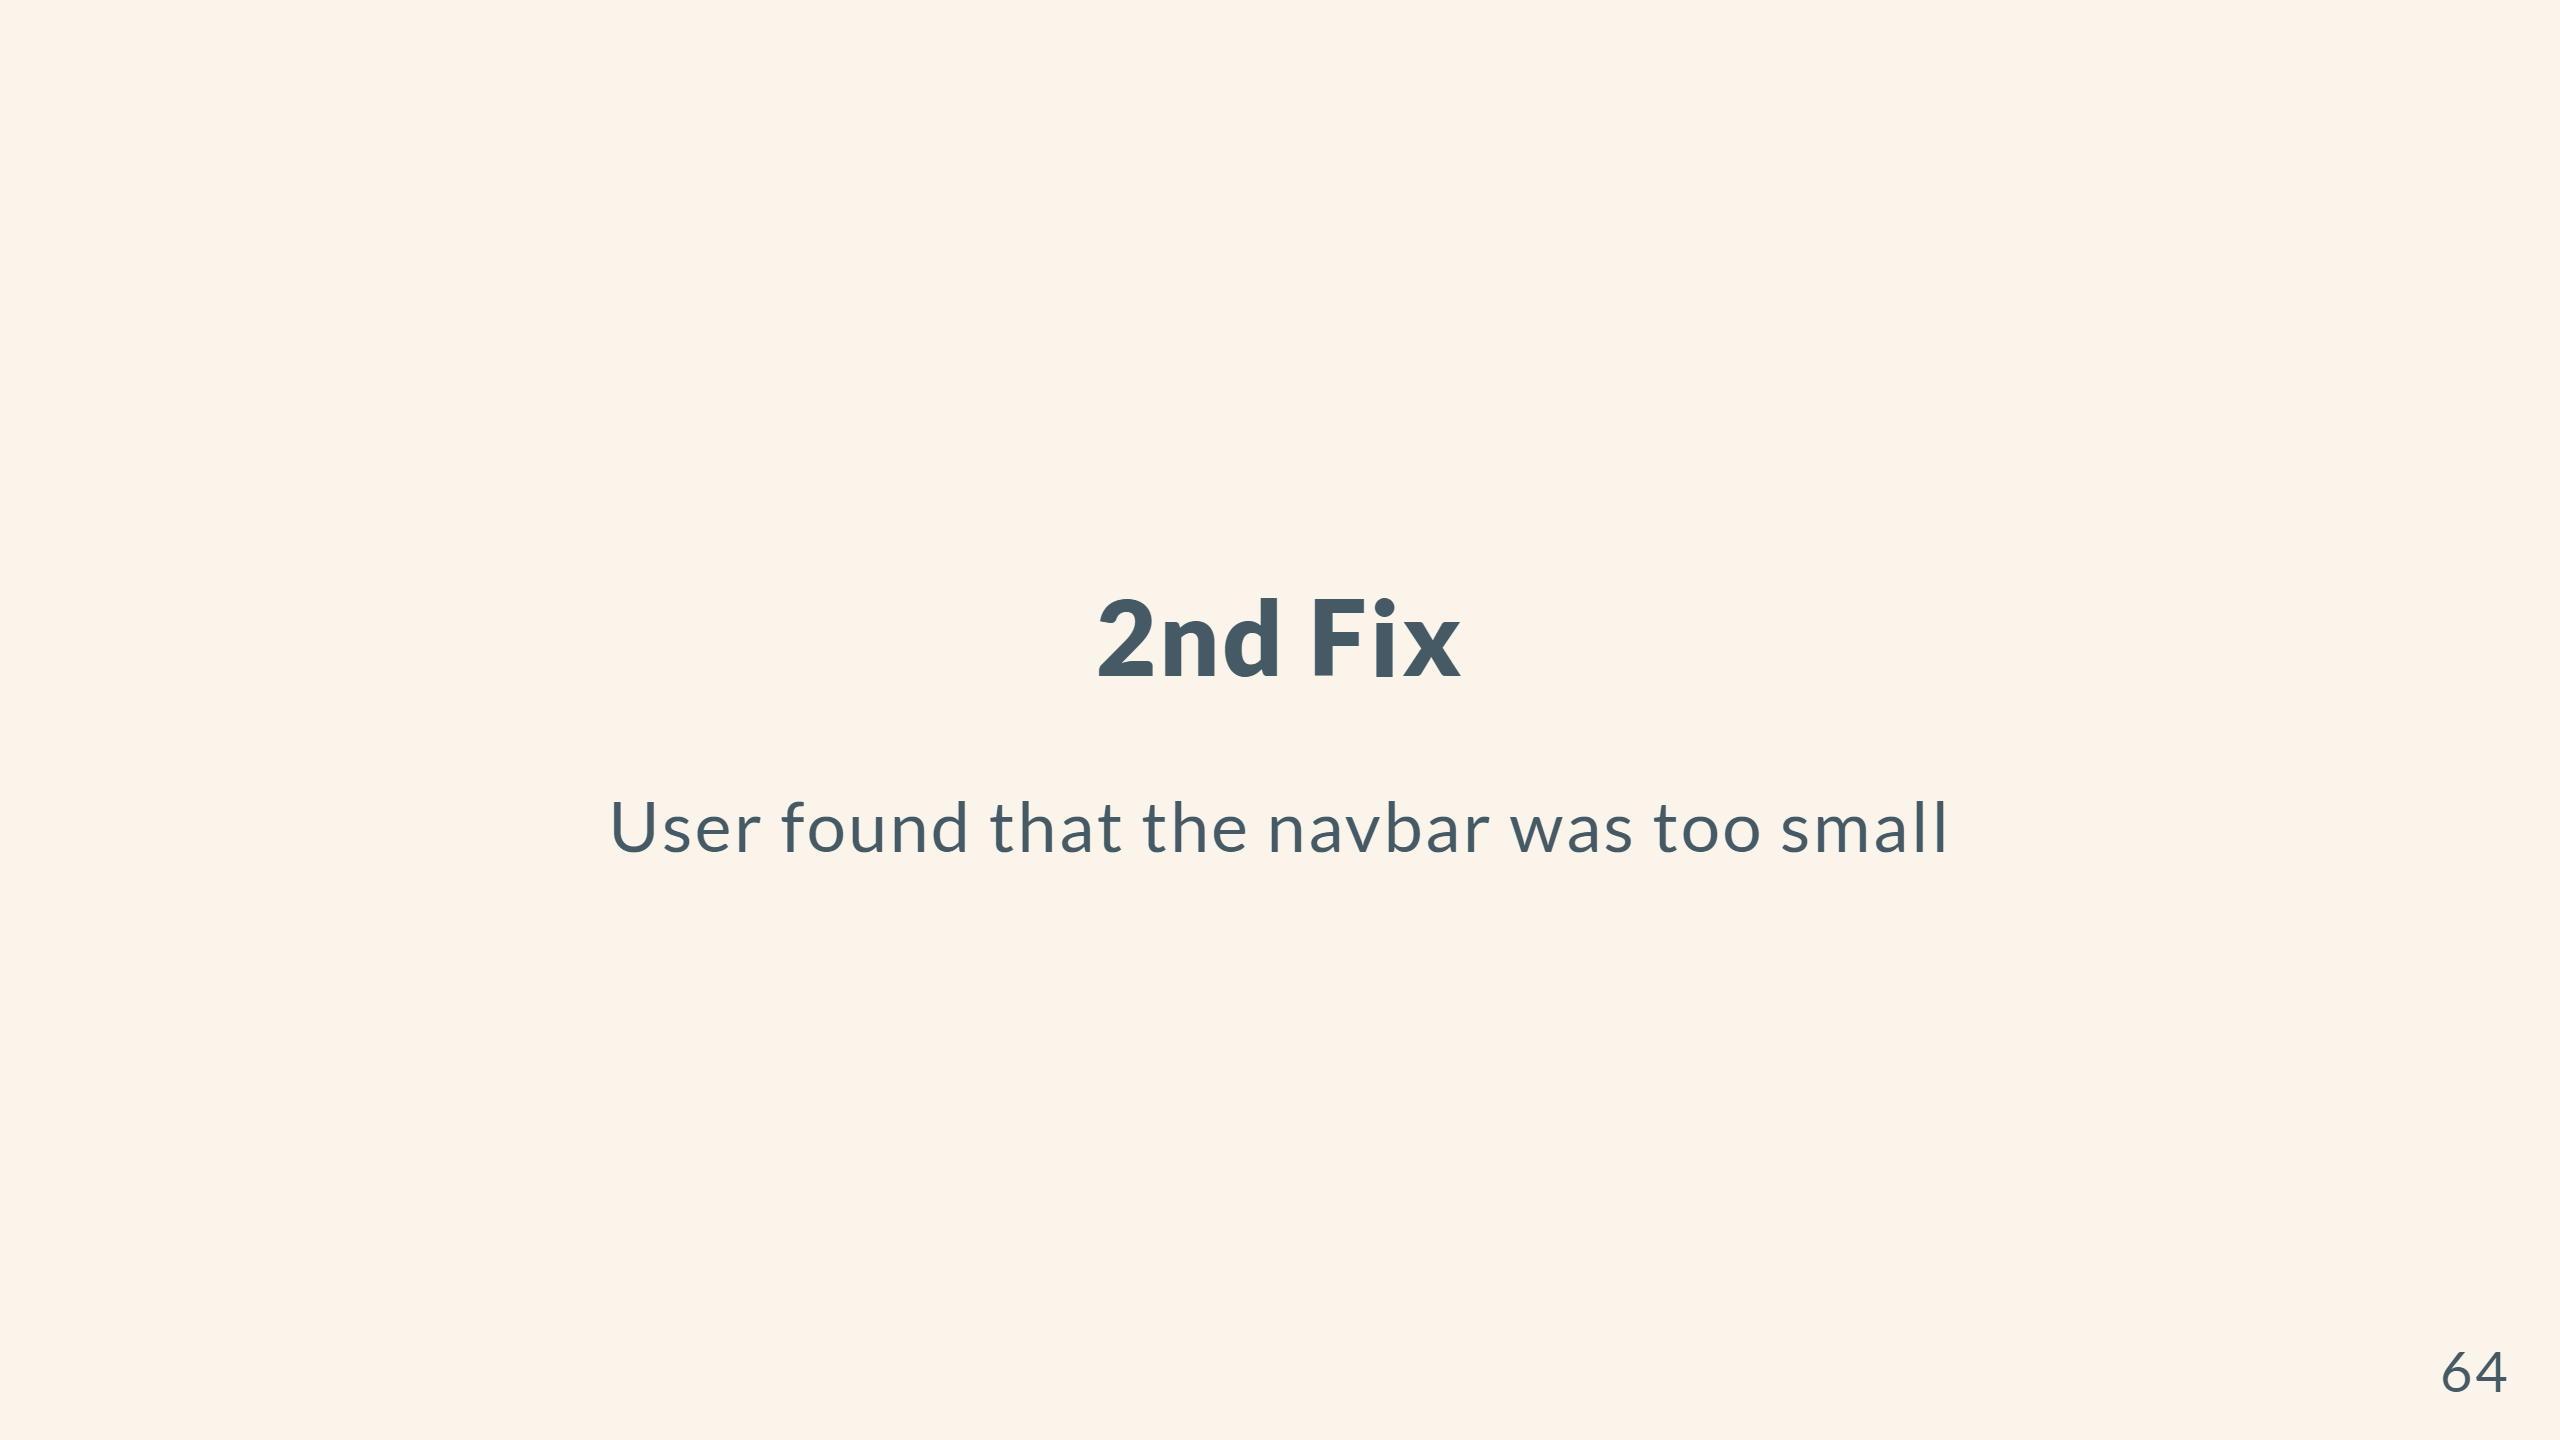 2nd Fix
User found that the navbar was too small
64